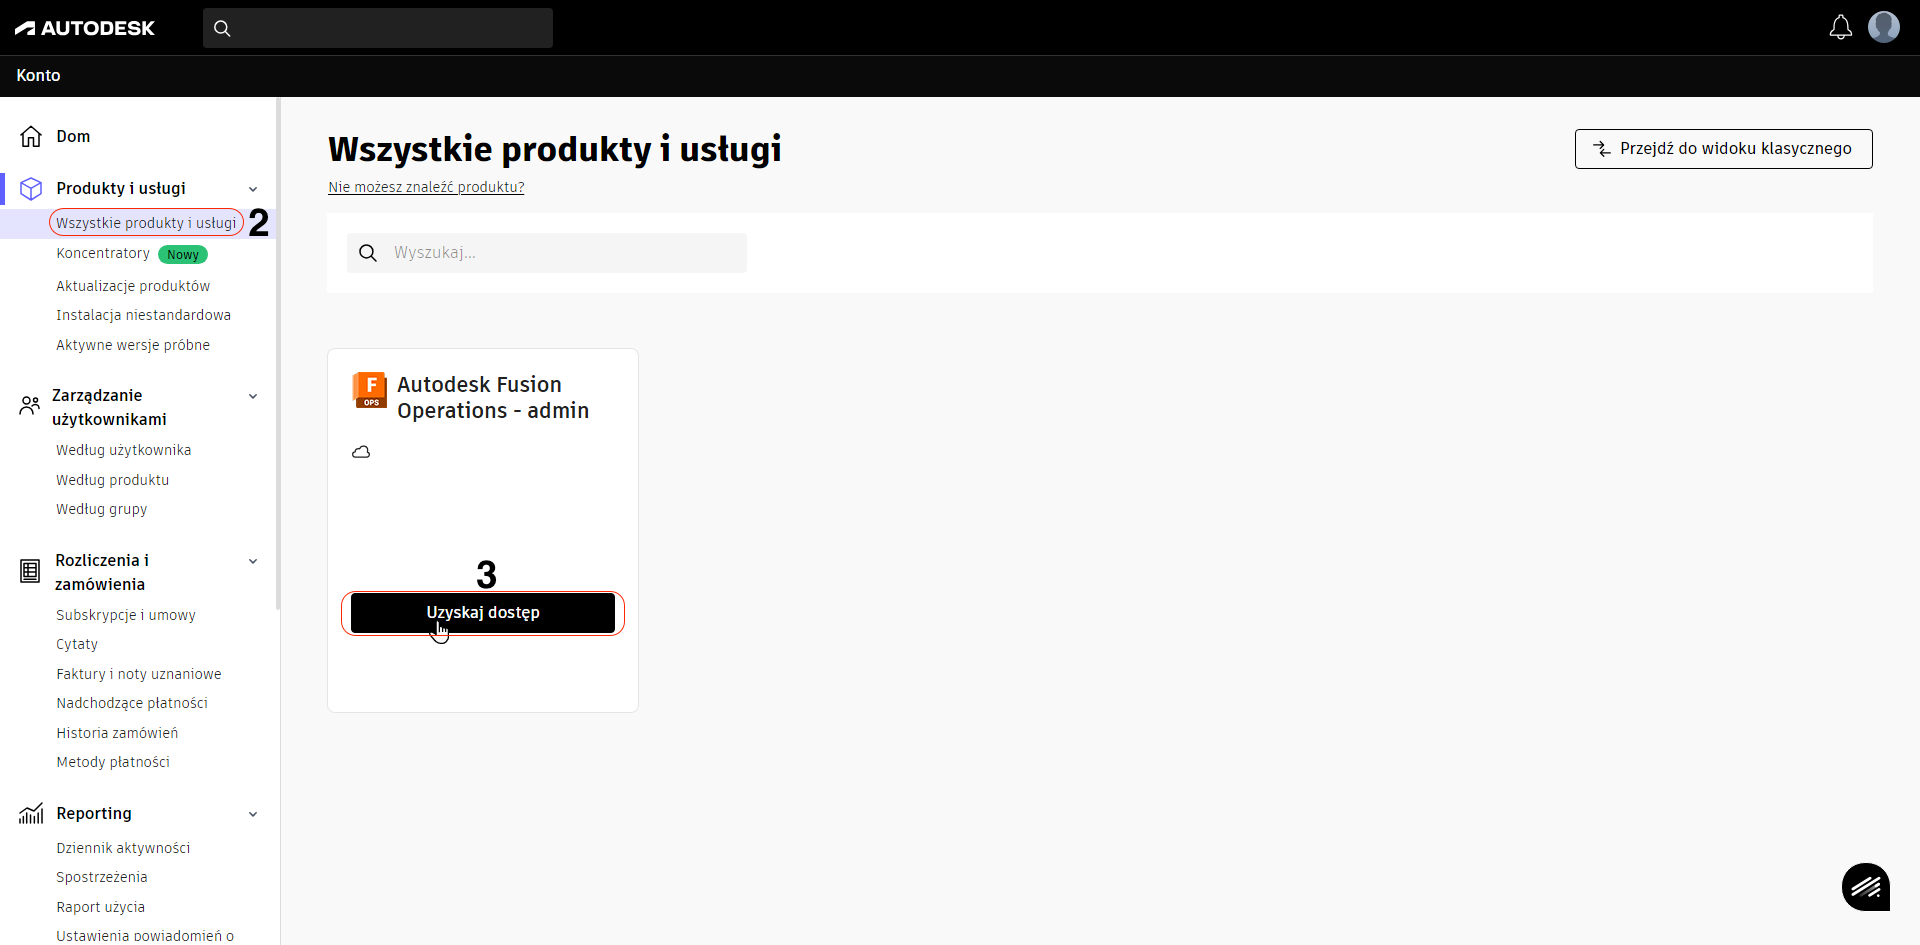 AUTODESK
Konto
Dom
Produkty i usługi
Wszystkie produkty i usługi 2
Koncentratory Nowy
Aktualizacje produktów
Instalacja niestandardowa
Aktywne wersje próbne
Zarządzanie
użytkownikami
Według użytkownika
Według produktu
Według grupy
Rozliczenia i
zamówienia
Subskrypcje i umowy
Cytaty
Faktury i noty uznaniowe
Nadchodzące płatności
Historia zamówień
Metody płatności
Reporting
Dziennik aktywności
Spostrzeżenia
Raport użycia
Ustawienia powiadomień o
Wszystkie produkty i usługi
Przejdź do widoku klasycznego
Nie możesz znaleźć produktu?
Wyszukaj...
F
OPS
Autodesk Fusion
Operations - admin
3
Uzyskaj dostęp